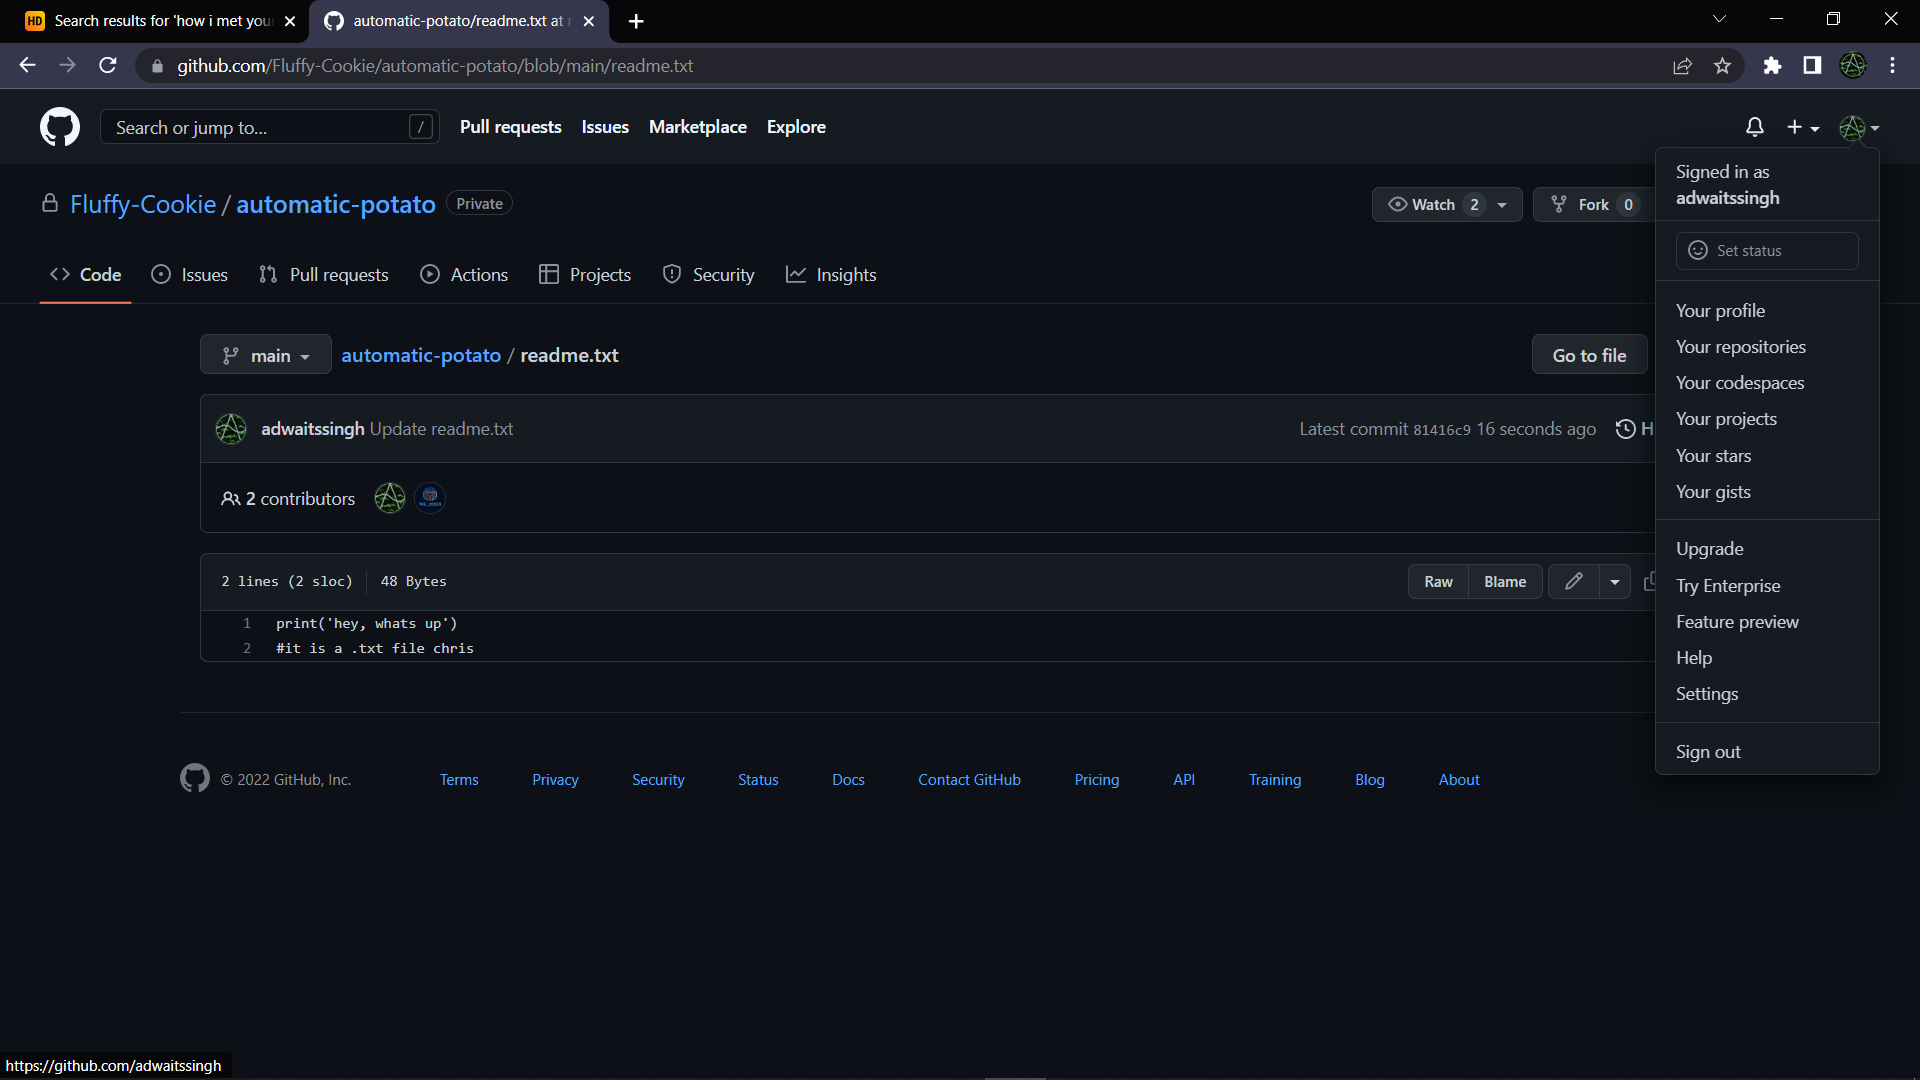 HD Search results for 'how i met you
automatic-potato/readme.txt at
github.com/Fluffy-Cookie/automatic-potato/blob/main/readme.txt
Search or jump to... /
Pull requests Issues Marketplace Explore
Signed in as
adwaitssingh
Set status
Your profile
Your repositories
Your codespaces
Your projects
Your stars
Your gists
Upgrade
Try Enterprise
Feature preview
Help
Settings
Sign out
Fluffy-Cookie / automatic-potato Private
Watch 2 Fork 0
Code Issues Pull requests Actions Projects Security Insights
main automatic-potato / readme.txt Go to file
adwaitssingh Update readme.txt Latest commit 81416c9 16 seconds ago H
2 contributors
2 lines (2 sloc) 48 Bytes Raw Blame
1 print('hey, whats up')
2 #it is a .txt file chris
© 2022 GitHub, Inc. Terms Privacy Security Status Docs Contact GitHub Pricing API Training Blog About
https://github.com/adwaitssingh